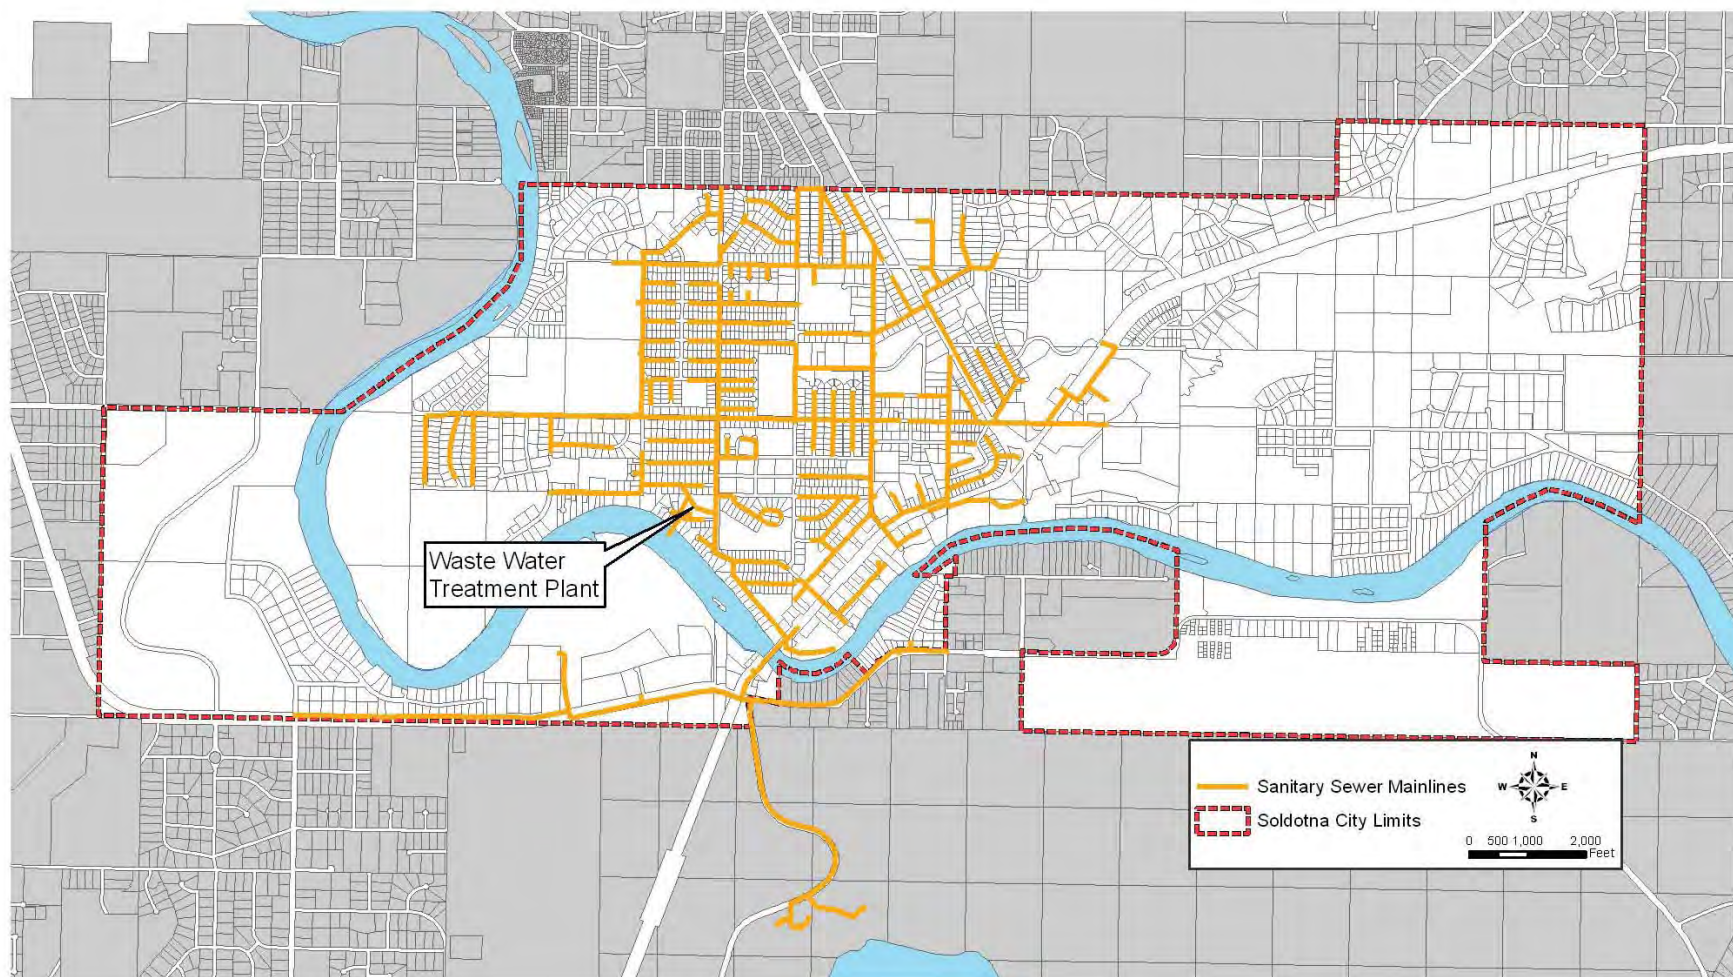 Waste Water
Treatment Plant
N
W E
S
Sanitary Sewer Mainlines
Soldotna City Limits
0 500 1,000 2,000
Feet